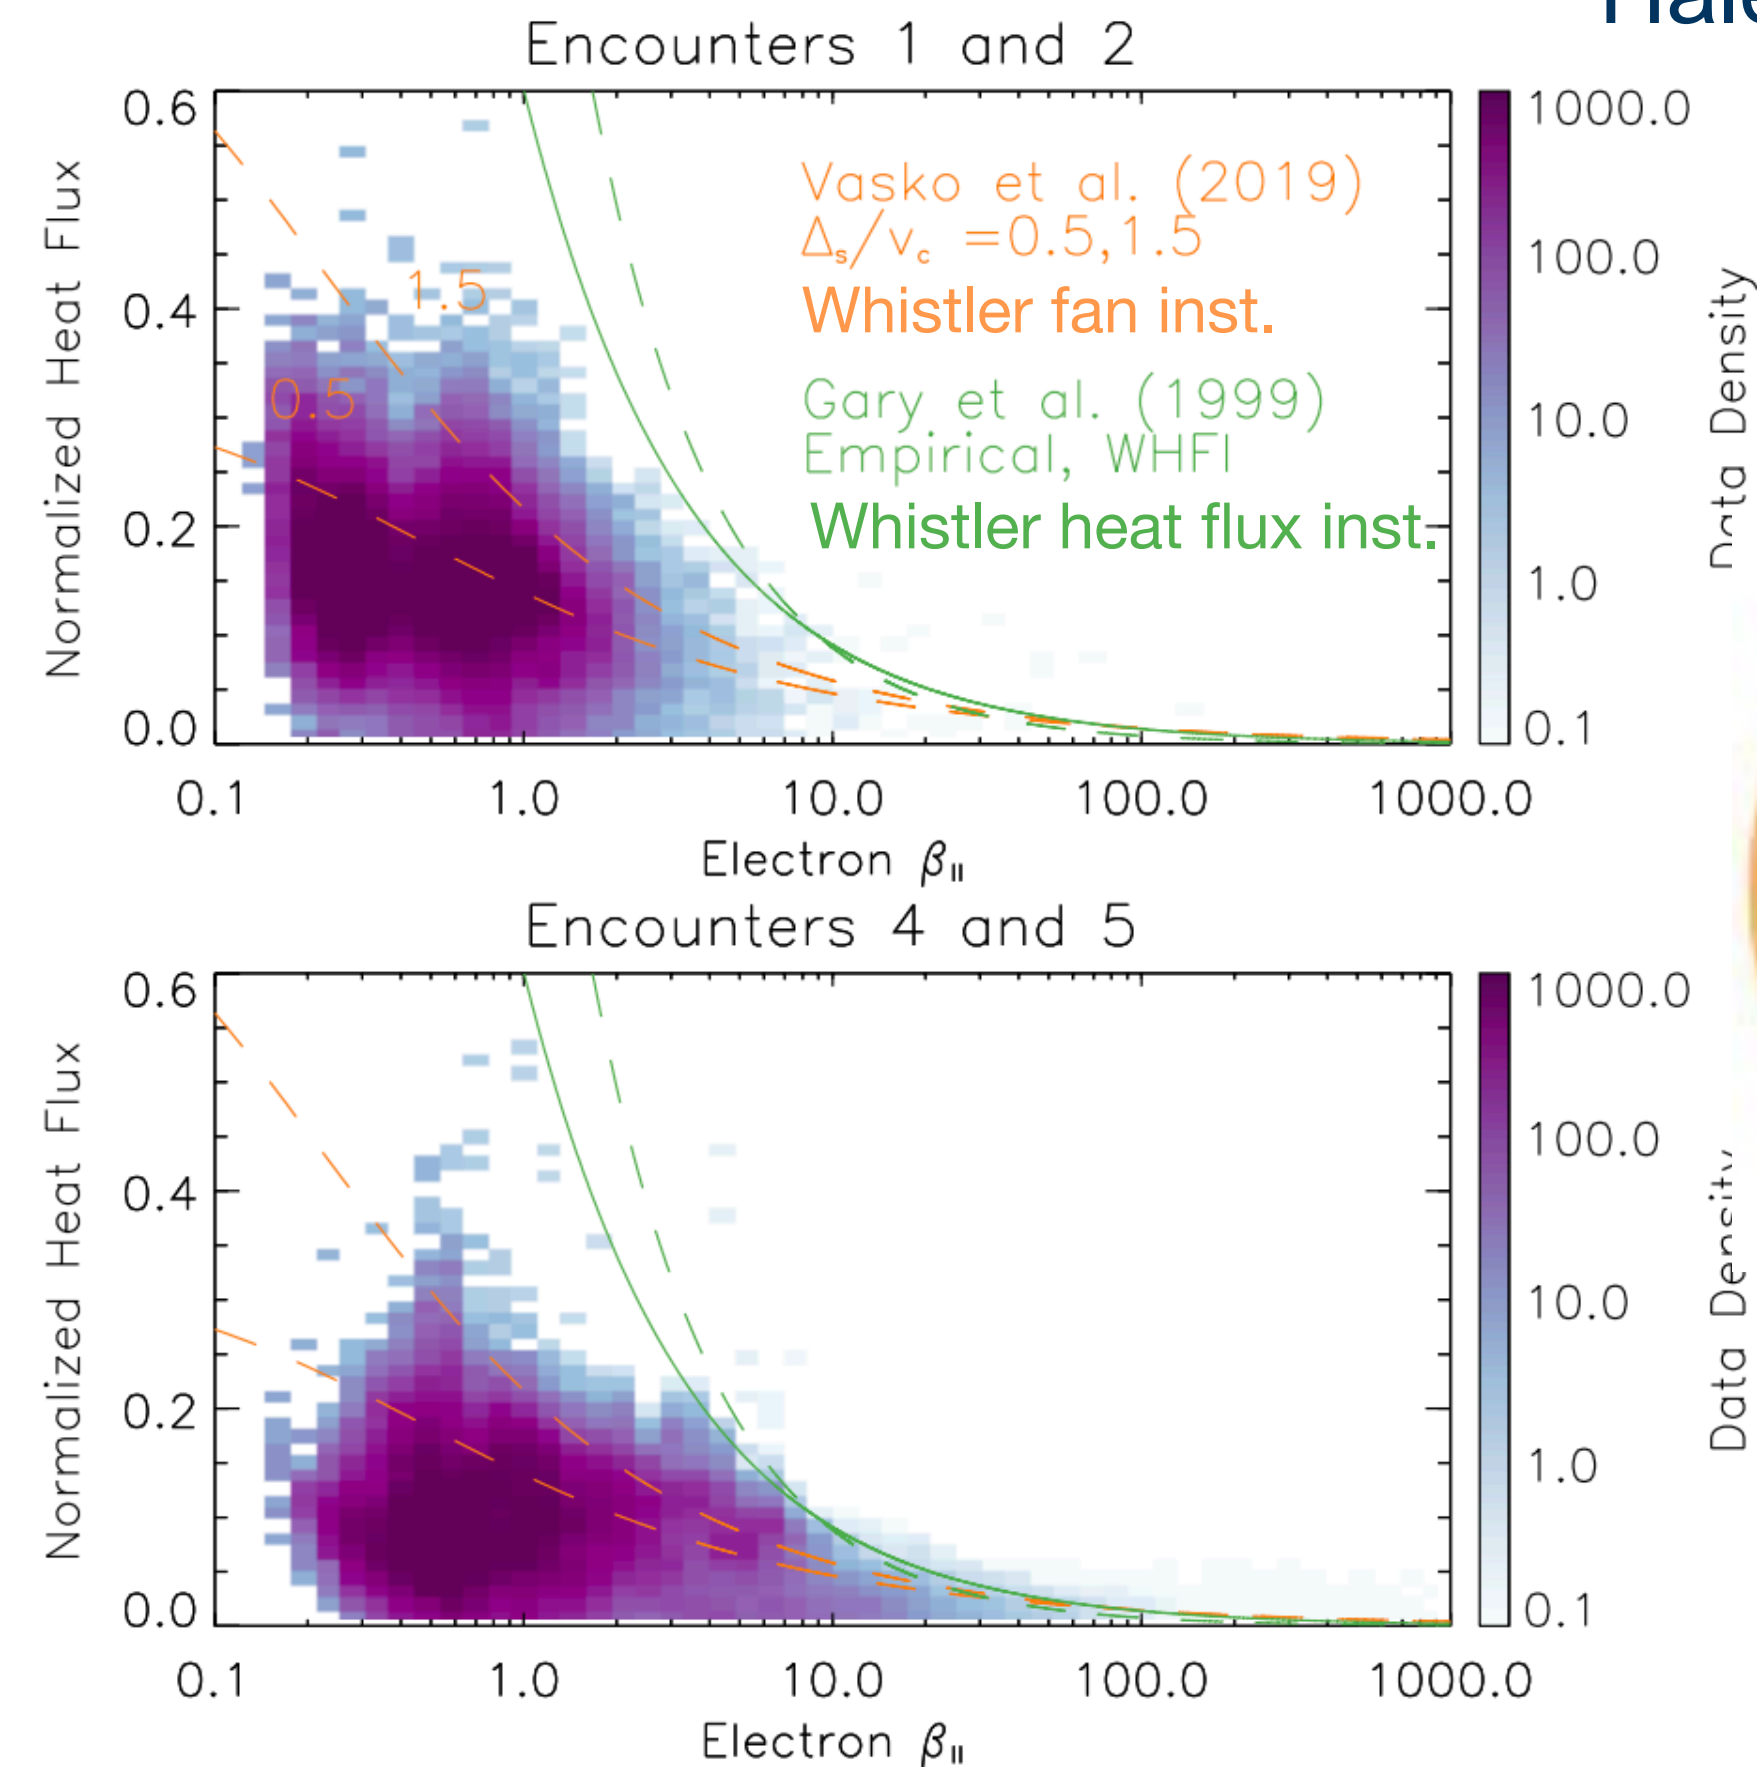 Encounters 1 and 2
Normalized Heat Flux
0.6
0.4
0.2
0.0
0.1 1.0 10.0 100.0 1000.0
Electron β∥
1.5
0.5
Vasko et al. (2019)
Δs/vc =0.5,1.5
Whistler fan inst.
Gary et al. (1999)
Empirical, WHFI
Whistler heat flux inst.
1000.0
100.0
10.0
1.0
0.1
Data Density
Encounters 4 and 5
Normalized Heat Flux
0.6
0.4
0.2
0.0
0.1 1.0 10.0 100.0 1000.0
Electron β∥
1000.0
100.0
10.0
1.0
0.1
Data Density